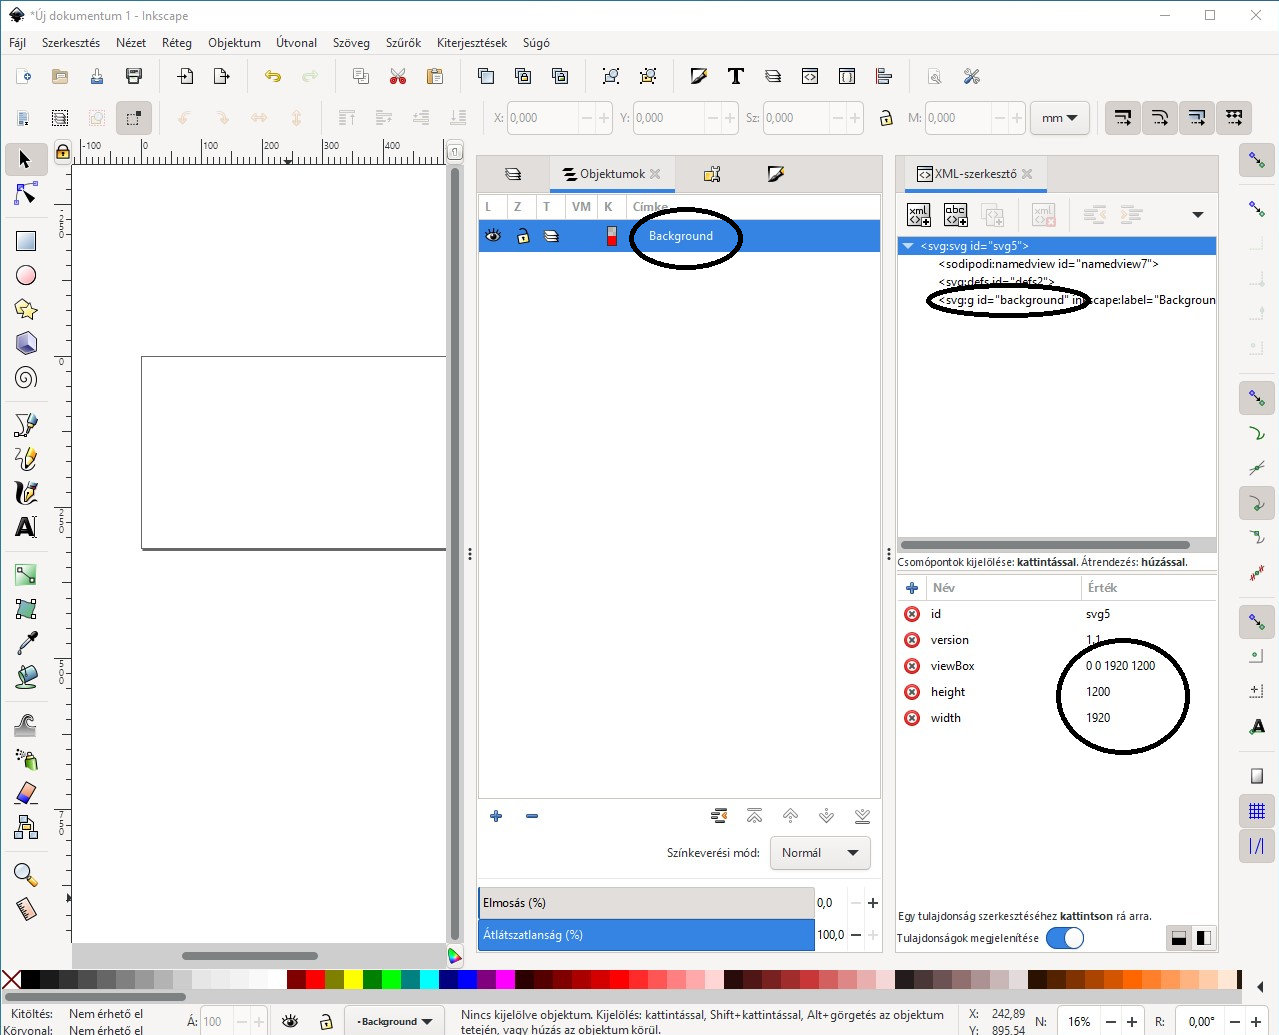 *Új dokumentum 1 - Inkscape
Fájl Szerkesztés Nézet Réteg Objektum Útvonal Szöveg Szűrők Kiterjesztések Súgó
X: 0,000 Y: 0,000 Sz: 0,000 M: 0,000 mm
-100 0 100 200 300 400
Objektumok
XML-szerkesztő
L Z T VM K Címke
Background
<svg:svg id="svg5">
<sodipodi:namedview id="namedview7">
<svg:defs id="defs2">
<svg:g id="background" inkscape:label="Backgroun
0
250
500
750
Csomópontok kijelölése: kattintással. Átrendezés: húzással.
Név Érték
id svg5
version 1.1
viewBox 0 0 1920 1200
height 1200
width 1920
Színkeverési mód: Normál
Elmosás (%) 0,0
Átlátszatlanság (%) 100,0
Egy tulajdonság szerkesztéséhez kattintson rá arra.
Tulajdonságok megjelenítése
Kitöltés: Nem érhető el
Körvonal: Nem érhető el
Á: 100
•Background
Nincs kijelölve objektum. Kijelölés: kattintással, Shift+kattintással, Alt+görgetés az objektum
tetején, vagy húzás az objektum körül.
X: 242,89
Y: 895,54
N: 16% R: 0,00°